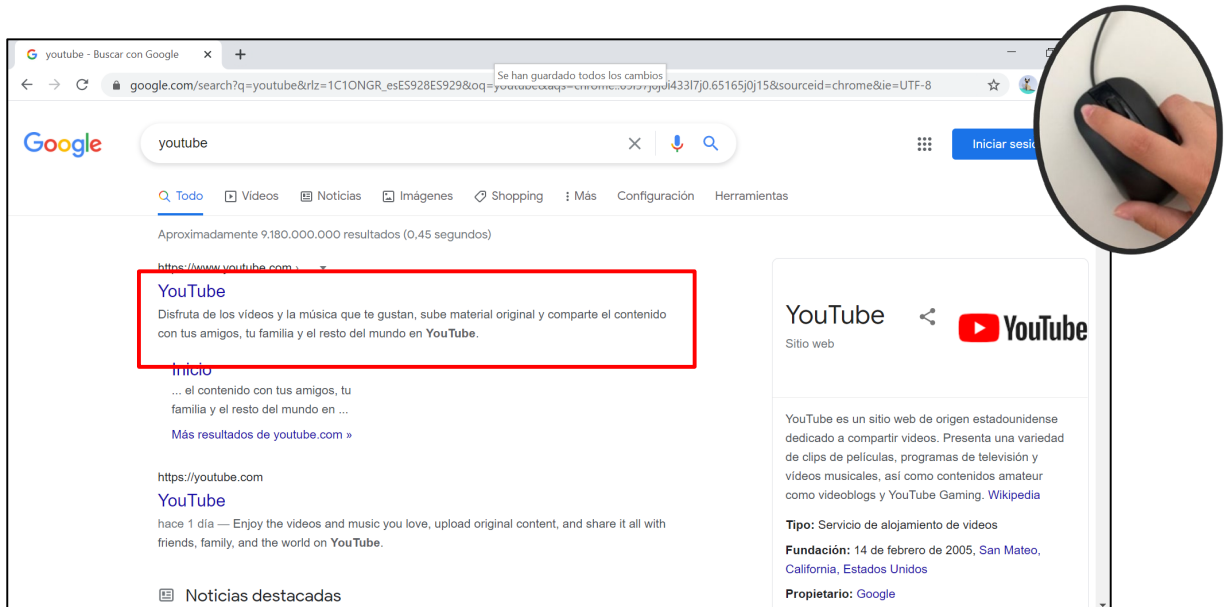 youtube - Buscar con Google
Se han guardado todos los cambios
google.com/search?q=youtube&rlz=1C1ONGR_esES928ES929&oq=
433l7j0.65165j0j15&sourceid=chrome&ie=UTF-8
Google
youtube
Iniciar
Todo
Vídeos
Noticias
Imágenes
Shopping
Más
Configuración
Herramientas
Aproximadamente 9.180.000.000 resultados (0,45 segundos)
https://www.youtube.com
YouTube
Disfruta de los vídeos y la música que te gustan, sube material original y comparte el contenido
con tus amigos, tu familia y el resto del mundo en YouTube.
Inicio
... el contenido con tus amigos, tu
familia y el resto del mundo en ...
Más resultados de youtube.com »
https://youtube.com
YouTube
hace 1 día — Enjoy the videos and music you love, upload original content, and share it all with
friends, family, and the world on YouTube.
Noticias destacadas
YouTube
Sitio web
YouTube
YouTube es un sitio web de origen estadounidense
dedicado a compartir videos. Presenta una variedad
de clips de películas, programas de televisión y
vídeos musicales, así como contenidos amateur
como videoblogs y YouTube Gaming. Wikipedia
Tipo: Servicio de alojamiento de videos
Fundación: 14 de febrero de 2005, San Mateo,
California, Estados Unidos
Propietario: Google